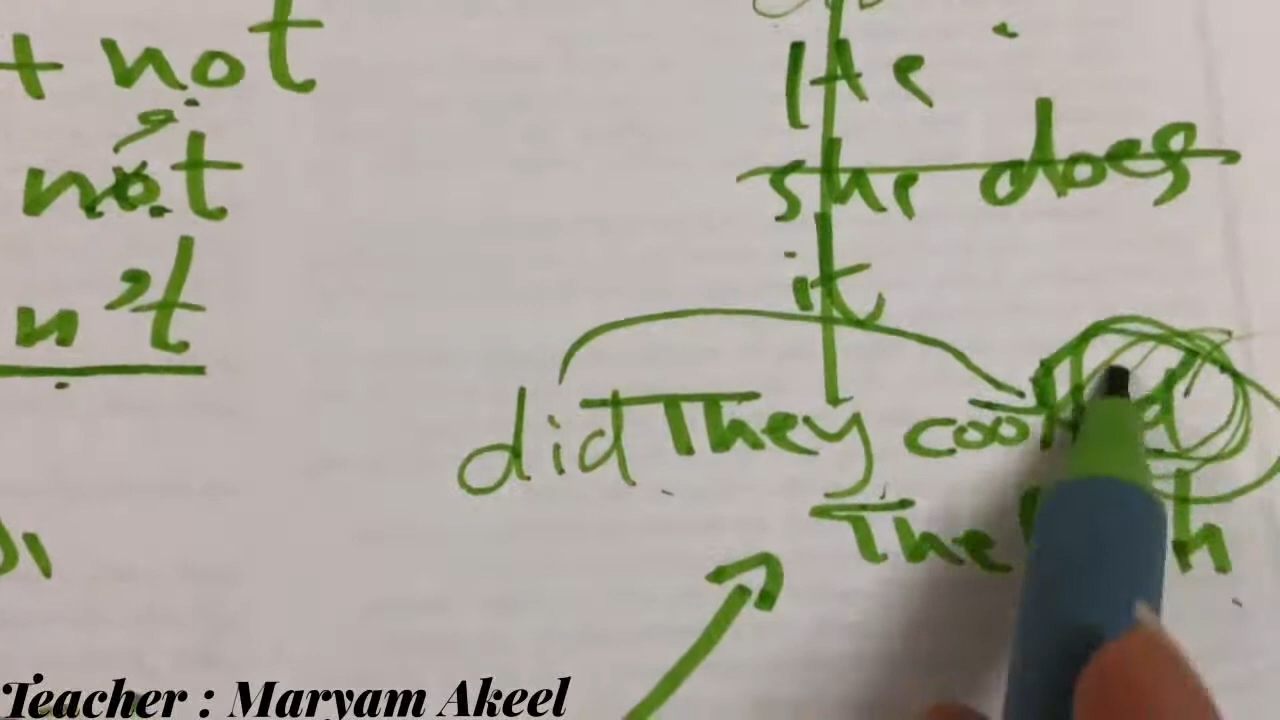 + not
not
n't
He
she does
it
did They cook
The
Teacher : Maryam Akeel